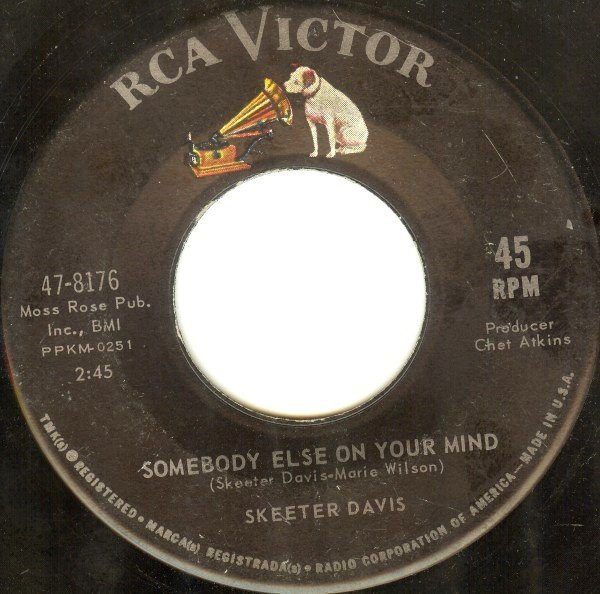 RCA VICTOR
47-8176
Moss Rose Pub.
Inc., BMI
PPKM-0251
2:45
45
RPM
Producer
Chet Atkins
SOMEBODY ELSE ON YOUR MIND
(Skeeter Davis-Marie Wilson)
SKEETER DAVIS
TMK(s) ® REGISTERED • MARCA(s) REGISTRADA(s) • RADIO CORPORATION OF AMERICA—MADE IN U.S.A.